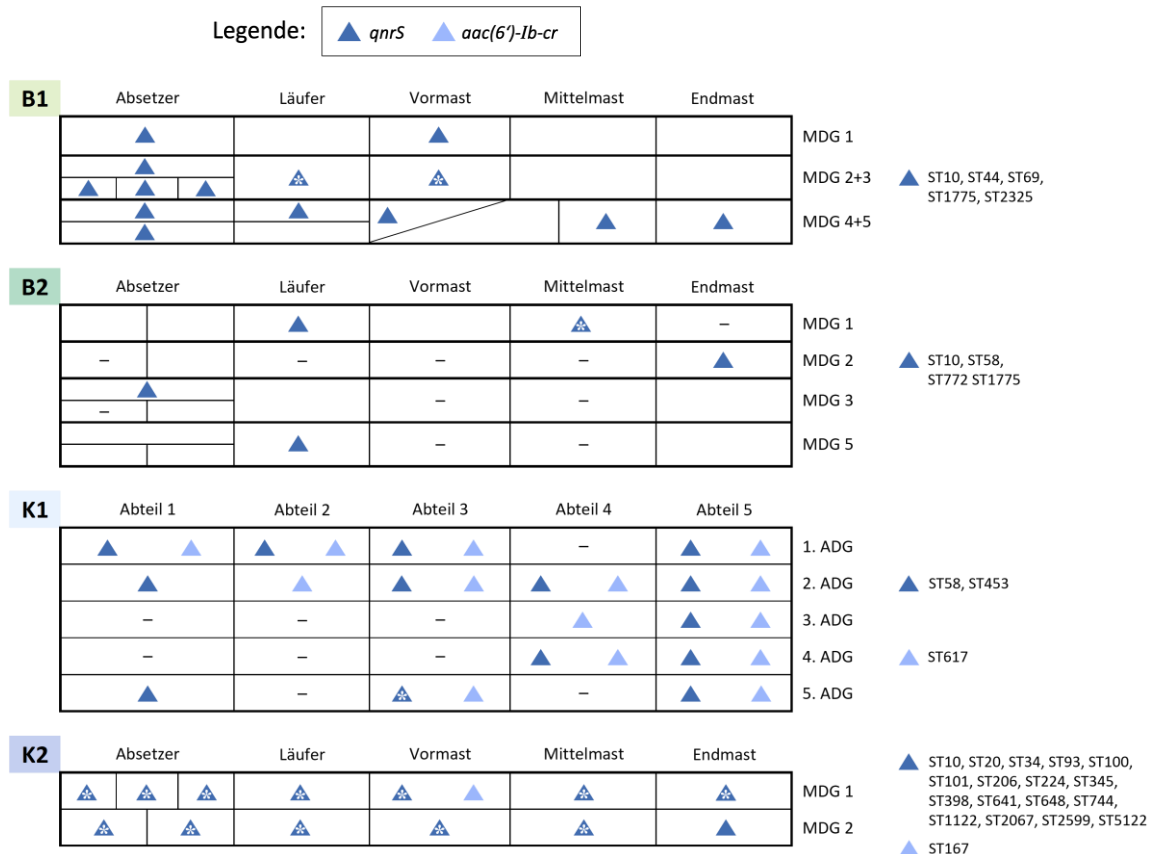 Legende: qnrS aac(6')-Ib-cr
B1 Absetzer Läufer Vormast Mittelmast Endmast
MDG 1
MDG 2+3
ST10, ST44, ST69,
ST1775, ST2325
MDG 4+5
B2 Absetzer Läufer Vormast Mittelmast Endmast
– MDG 1
– – – – MDG 2
ST10, ST58,
ST772 ST1775
– – – MDG 3
– – MDG 5
K1 Abteil 1 Abteil 2 Abteil 3 Abteil 4 Abteil 5
– 1. ADG
2. ADG ST58, ST453
– – – 3. ADG
– – – 4. ADG ST617
– – 5. ADG
K2 Absetzer Läufer Vormast Mittelmast Endmast
* * * * * * * MDG 1
* * * * * MDG 2
ST10, ST20, ST34, ST93, ST100,
ST101, ST206, ST224, ST345,
ST398, ST641, ST648, ST744,
ST1122, ST2067, ST2599, ST5122
ST167